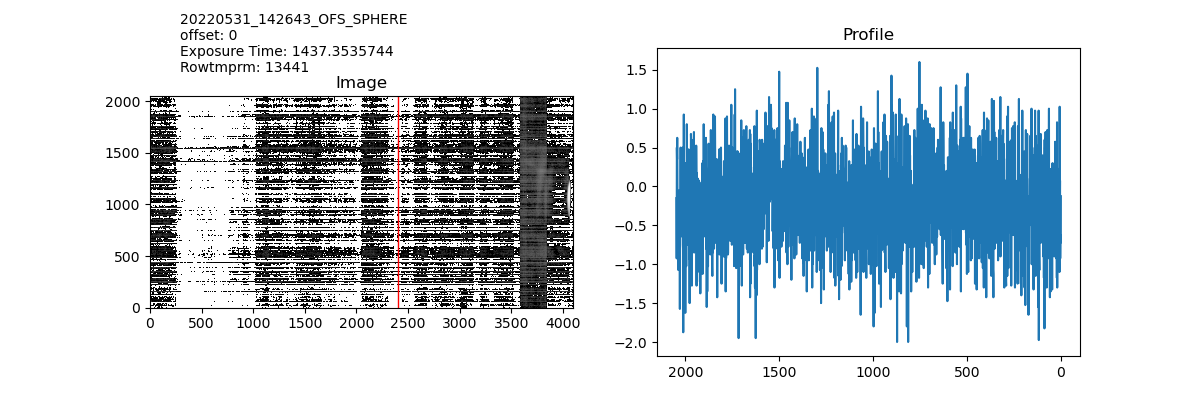 20220531_142643_OFS_SPHERE
offset: 0
Exposure Time: 1437.3535744
Rowtmprm: 13441
Image
2000
1500
1000
500
0
0 500 1000 1500 2000 2500 3000 3500 4000
Profile
1.5
1.0
0.5
0.0
−0.5
−1.0
−1.5
−2.0
2000 1500 1000 500 0